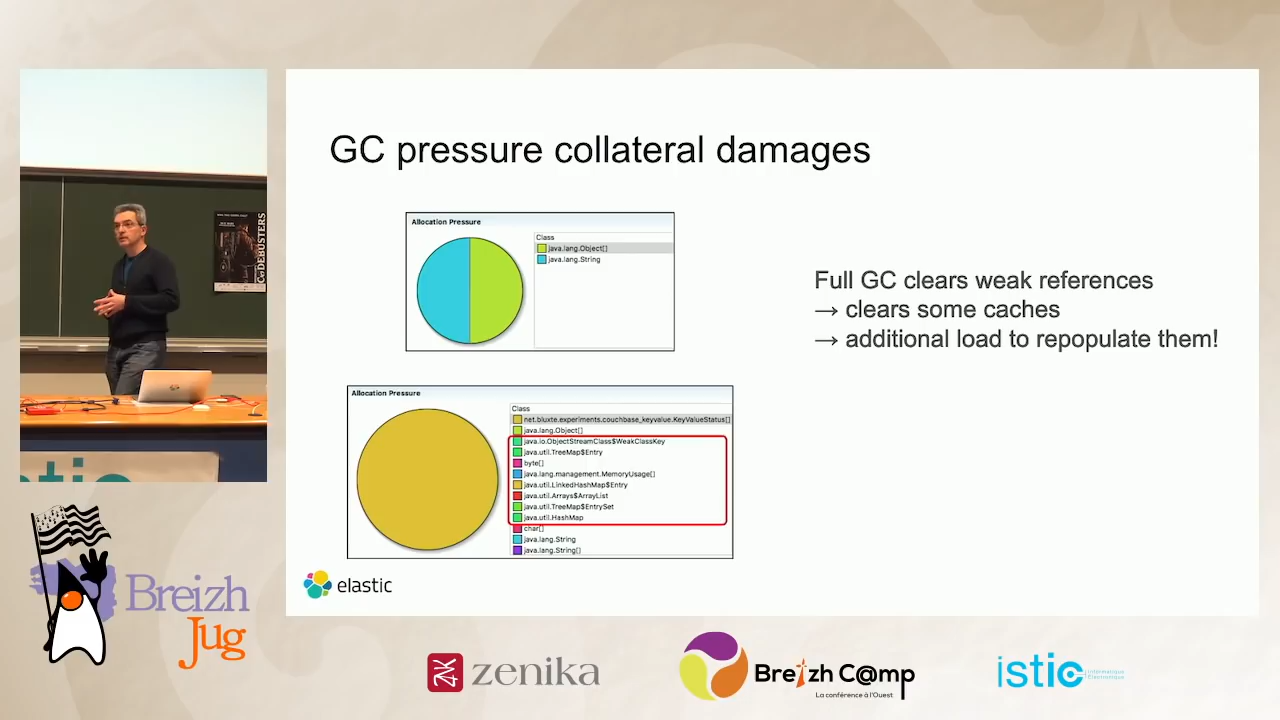 GC pressure collateral damages
Allocation Pressure
Class
java.lang.Object[]
java.lang.String
Full GC clears weak references
→ clears some caches
→ additional load to repopulate them!
Allocation Pressure
Class
net.bluxte.experiments.couchbase_keyvalue.KeyValueStatus[]
java.lang.Object[]
java.io.ObjectStreamClass$WeakClassKey
java.util.TreeMap$Entry
byte[]
java.lang.management.MemoryUsage[]
java.util.LinkedHashMap$Entry
java.util.Arrays$ArrayList
java.util.TreeMap$EntrySet
java.util.HashMap
char[]
java.lang.String
java.lang.String[]
elastic
CODEBUSTERS
istic
Breizh
Jug
zenika
Breizh C@mp
La conférence à l'Ouest
istic